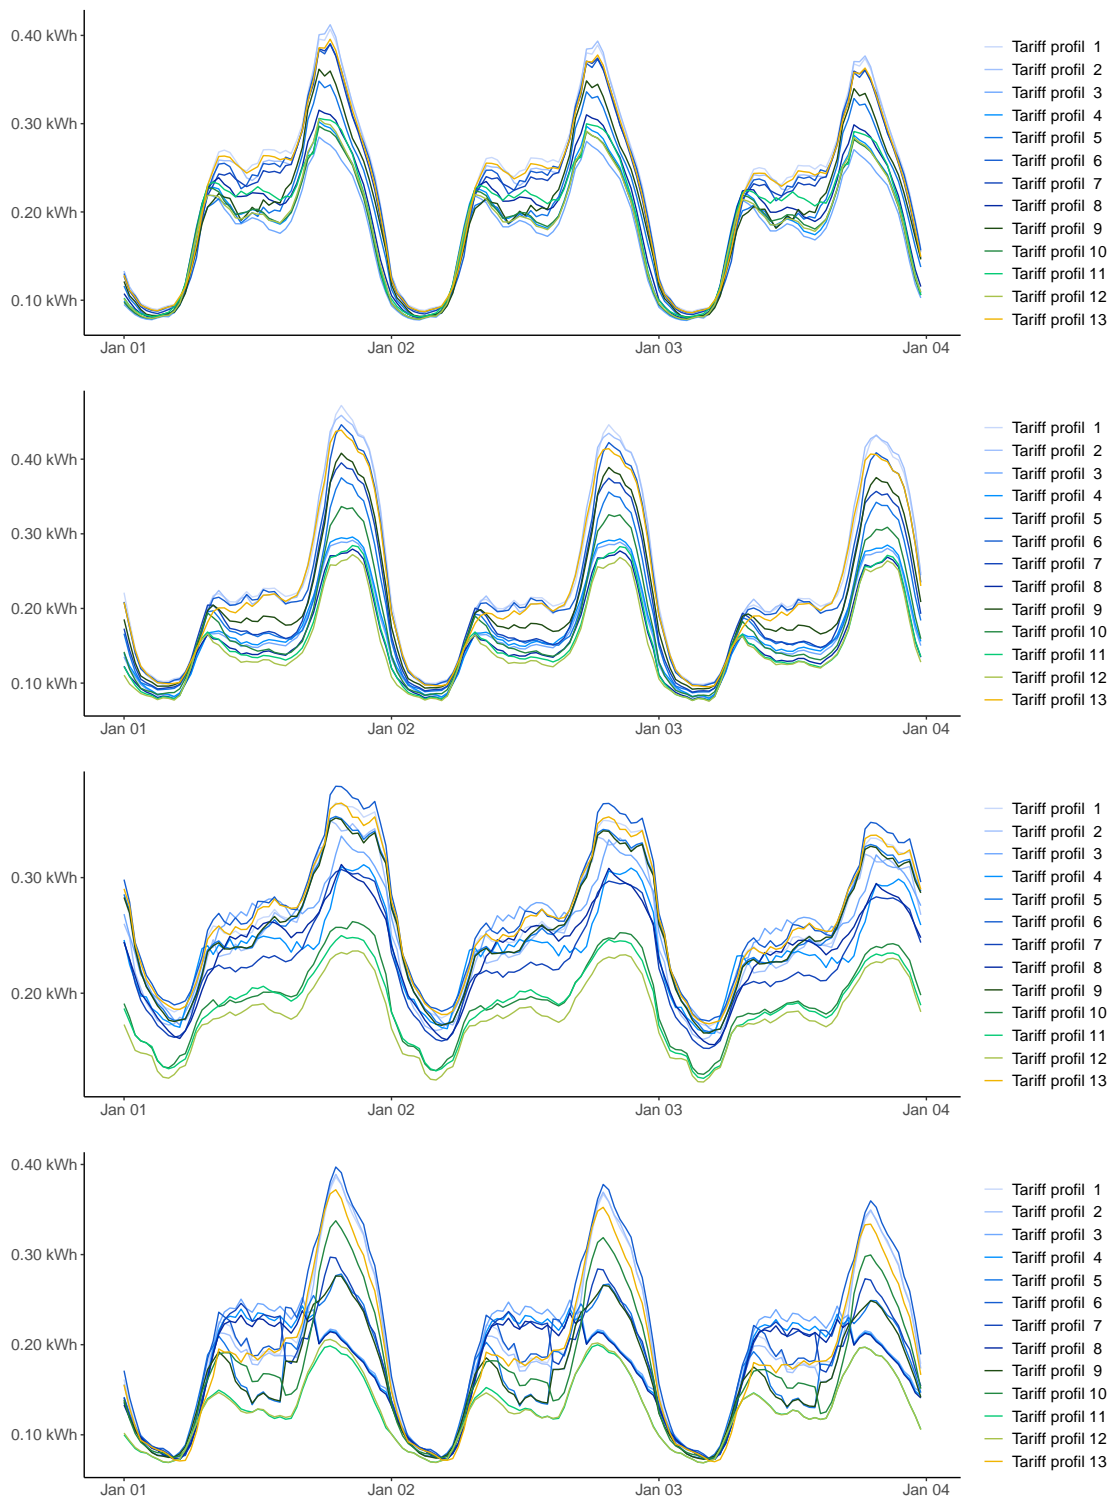 0.40 kWh
0.30 kWh
0.20 kWh
0.10 kWh
Jan 01 Jan 02 Jan 03 Jan 04
Tariff profil 1
Tariff profil 2
Tariff profil 3
Tariff profil 4
Tariff profil 5
Tariff profil 6
Tariff profil 7
Tariff profil 8
Tariff profil 9
Tariff profil 10
Tariff profil 11
Tariff profil 12
Tariff profil 13
0.40 kWh
0.30 kWh
0.20 kWh
0.10 kWh
Jan 01 Jan 02 Jan 03 Jan 04
Tariff profil 1
Tariff profil 2
Tariff profil 3
Tariff profil 4
Tariff profil 5
Tariff profil 6
Tariff profil 7
Tariff profil 8
Tariff profil 9
Tariff profil 10
Tariff profil 11
Tariff profil 12
Tariff profil 13
0.30 kWh
0.20 kWh
Jan 01 Jan 02 Jan 03 Jan 04
Tariff profil 1
Tariff profil 2
Tariff profil 3
Tariff profil 4
Tariff profil 5
Tariff profil 6
Tariff profil 7
Tariff profil 8
Tariff profil 9
Tariff profil 10
Tariff profil 11
Tariff profil 12
Tariff profil 13
0.40 kWh
0.30 kWh
0.20 kWh
0.10 kWh
Jan 01 Jan 02 Jan 03 Jan 04
Tariff profil 1
Tariff profil 2
Tariff profil 3
Tariff profil 4
Tariff profil 5
Tariff profil 6
Tariff profil 7
Tariff profil 8
Tariff profil 9
Tariff profil 10
Tariff profil 11
Tariff profil 12
Tariff profil 13